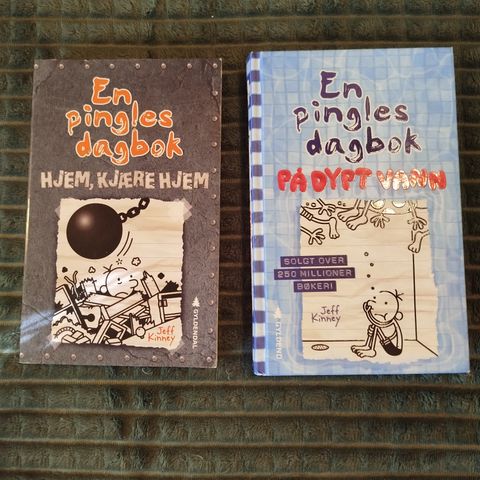 En
pingles
dagbok
HJEM, KJÆRE HJEM
Jeff
Kinney
GYLDENDAL
En
pingles
dagbok
PÅ DYPT VANN
SOLGT OVER
250 MILLIONER
BØKER!
Jeff
Kinney
GYLDENDAL